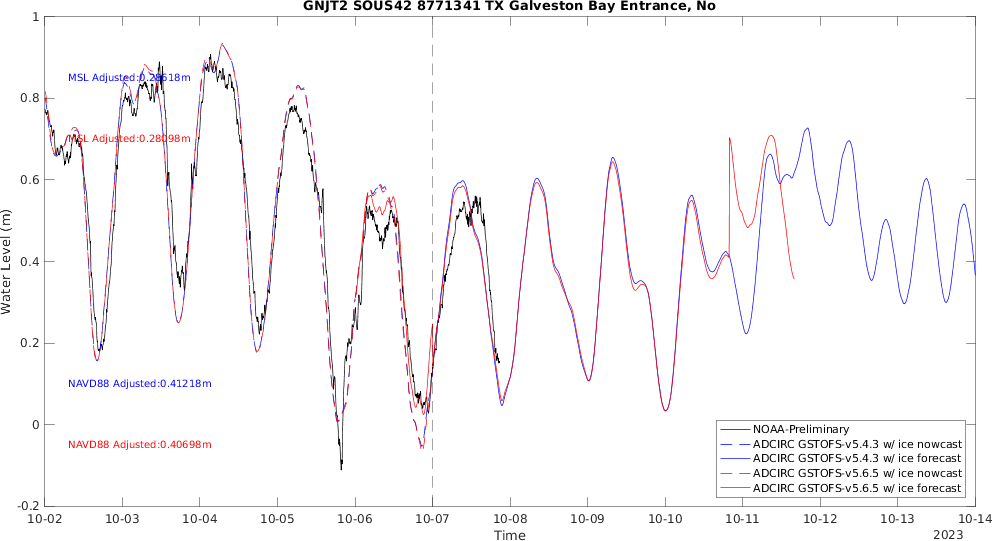 GNJT2 SOUS42 8771341 TX Galveston Bay Entrance, No
Water Level (m)
1
0.8
0.6
0.4
0.2
0
-0.2
MSL Adjusted:0.28618m
MSL Adjusted:0.28098m
NAVD88 Adjusted:0.41218m
NAVD88 Adjusted:0.40698m
NOAA-Preliminary
ADCIRC GSTOFS-v5.4.3 w/ ice nowcast
ADCIRC GSTOFS-v5.4.3 w/ ice forecast
ADCIRC GSTOFS-v5.6.5 w/ ice nowcast
ADCIRC GSTOFS-v5.6.5 w/ ice forecast
10-02 10-03 10-04 10-05 10-06 10-07 10-08 10-09 10-10 10-11 10-12 10-13 10-14
Time
2023